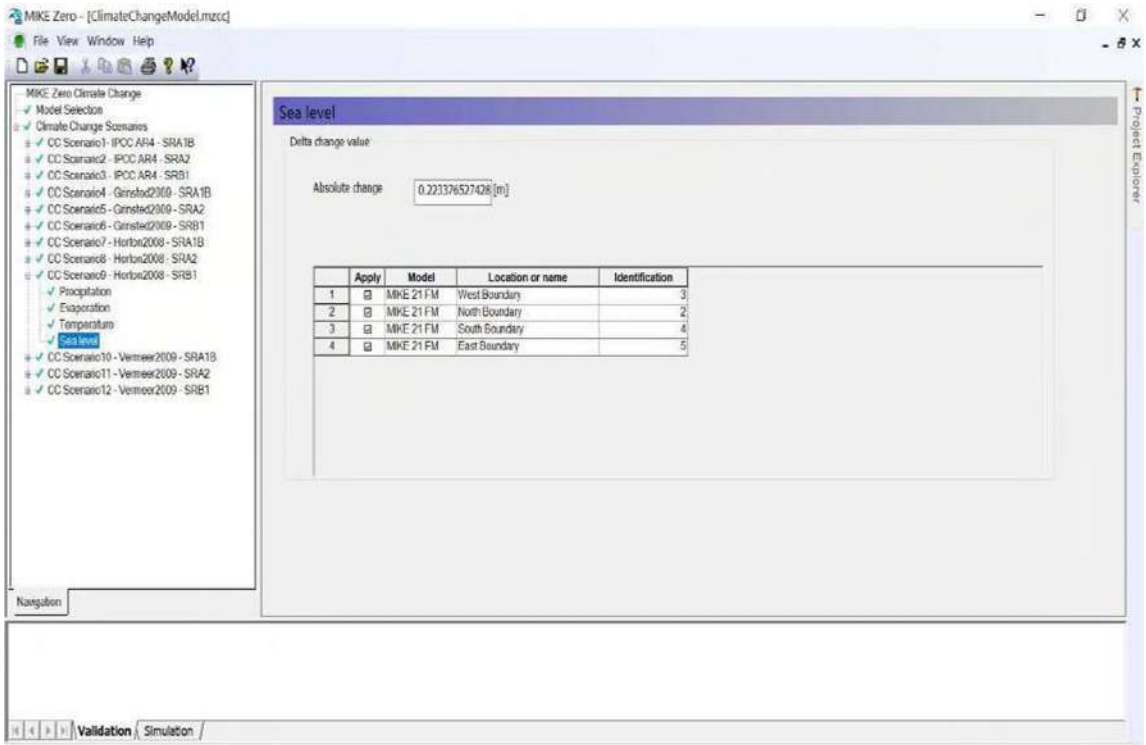 MIKE Zero - [ClimateChangeModel.mzcc]
File View Window Help
MIKE Zero Climate Change
Model Selection
Climate Change Scenarios
CC Scenario1- IPCC AR4 - SRA1B
CC Scenario2 - IPCC AR4 - SRA2
CC Scenario3 - IPCC AR4 - SRB1
CC Scenario4 - Grinsted2009 - SRA1B
CC Scenario5 - Grinsted2009 - SRA2
CC Scenario6 - Grinsted2009 - SRB1
CC Scenario7 - Horton2008 - SRA1B
CC Scenario8 - Horton2008 - SRA2
CC Scenario9 - Horton2008 - SRB1
Precipitation
Evaporation
Temperature
Sea level
CC Scenario10 - Vermeer2009 - SRA1B
CC Scenario11 - Vermeer2009 - SRA2
CC Scenario12 - Vermeer2009 - SRB1
Navigation
Sea level
Delta change value
Absolute change 0.223376527428 [m]
Apply Model Location or name Identification
1 MIKE 21 FM West Boundary 3
2 MIKE 21 FM North Boundary 2
3 MIKE 21 FM South Boundary 4
4 MIKE 21 FM East Boundary 5
Project Explorer
Validation Simulation